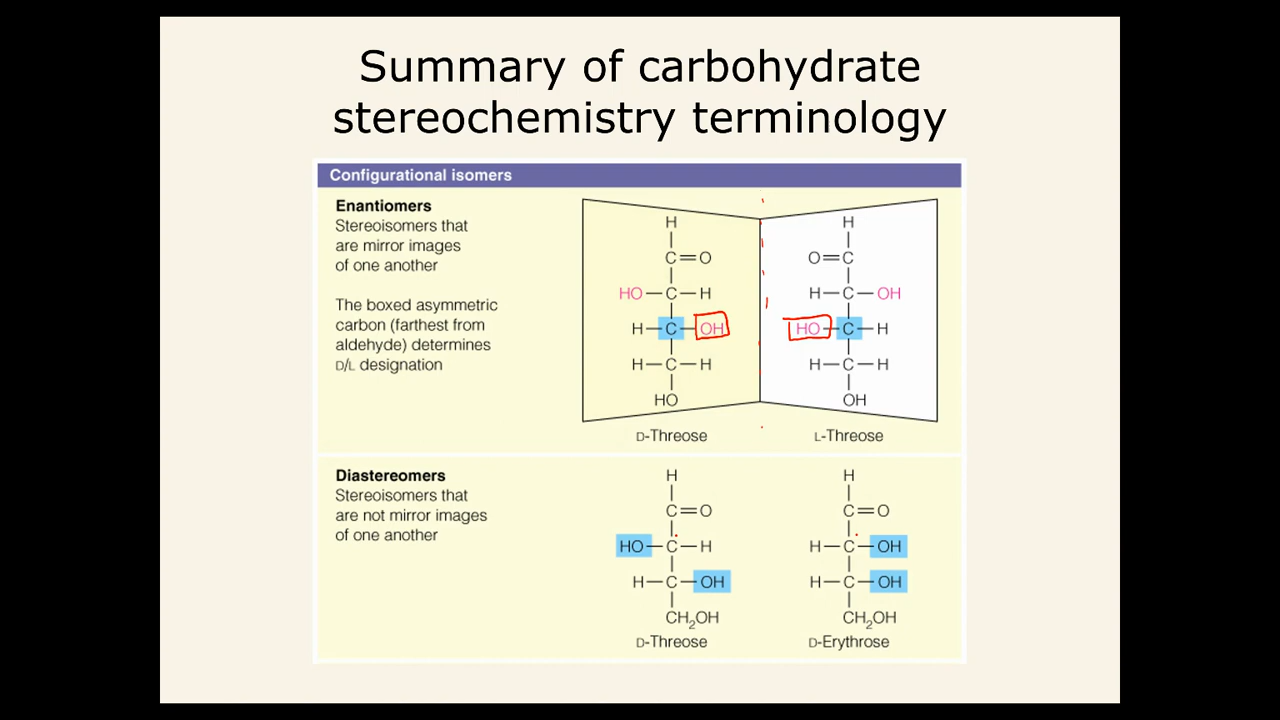 Summary of carbohydrate
stereochemistry terminology
Configurational isomers
Enantiomers
Stereoisomers that
are mirror images
of one another
The boxed asymmetric
carbon (farthest from
aldehyde) determines
D/L designation
H
C=O
HO—C—H
H—C—OH
H—C—H
HO
D-Threose
H
O=C
H—C—OH
HO—C—H
H—C—H
OH
L-Threose
Diastereomers
Stereoisomers that
are not mirror images
of one another
H
C=O
HO—C—H
H—C—OH
CH₂OH
D-Threose
H
C=O
H—C—OH
H—C—OH
CH₂OH
D-Erythrose